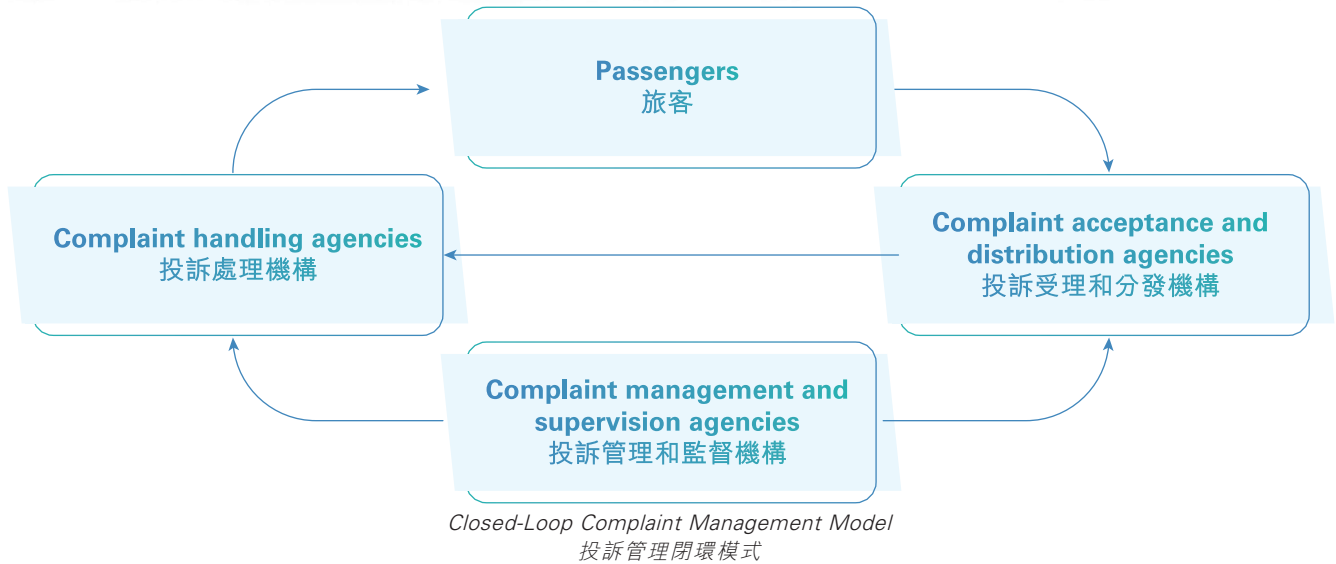 Passengers
旅客
Complaint handling agencies
投訴處理機構
Complaint acceptance and
distribution agencies
投訴受理和分發機構
Complaint management and
supervision agencies
投訴管理和監督機構
Closed-Loop Complaint Management Model
投訴管理閉環模式